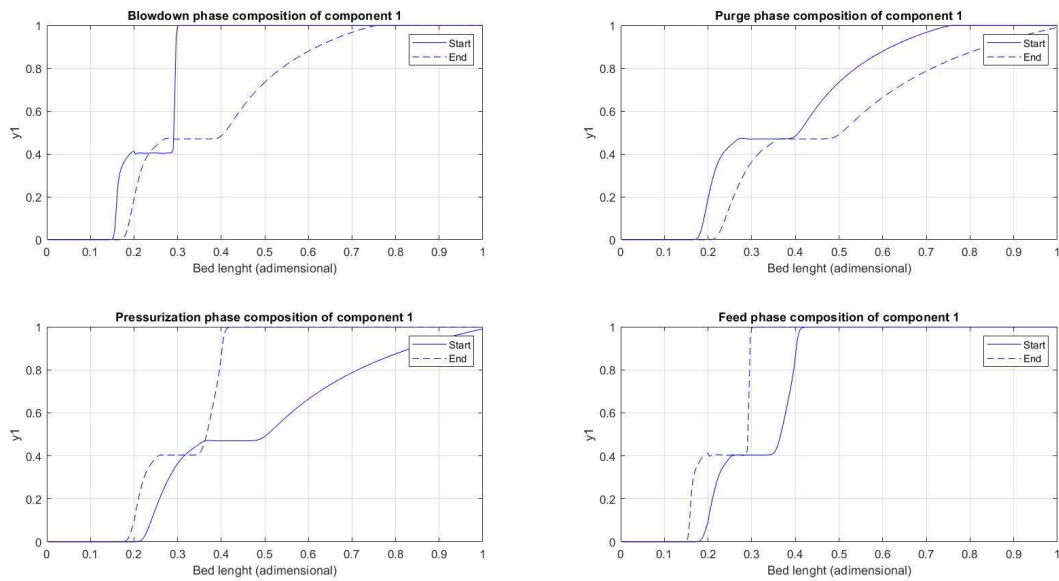 Blowdown phase composition of component 1
1
0.8
0.6
0.4
0.2
0
y1
Start
End
0 0.1 0.2 0.3 0.4 0.5 0.6 0.7 0.8 0.9 1
Bed lenght (adimensional)
Purge phase composition of component 1
1
0.8
0.6
0.4
0.2
0
y1
Start
End
0 0.1 0.2 0.3 0.4 0.5 0.6 0.7 0.8 0.9 1
Bed lenght (adimensional)
Pressurization phase composition of component 1
1
0.8
0.6
0.4
0.2
0
y1
Start
End
0 0.1 0.2 0.3 0.4 0.5 0.6 0.7 0.8 0.9 1
Bed lenght (adimensional)
Feed phase composition of component 1
1
0.8
0.6
0.4
0.2
0
y1
Start
End
0 0.1 0.2 0.3 0.4 0.5 0.6 0.7 0.8 0.9 1
Bed lenght (adimensional)